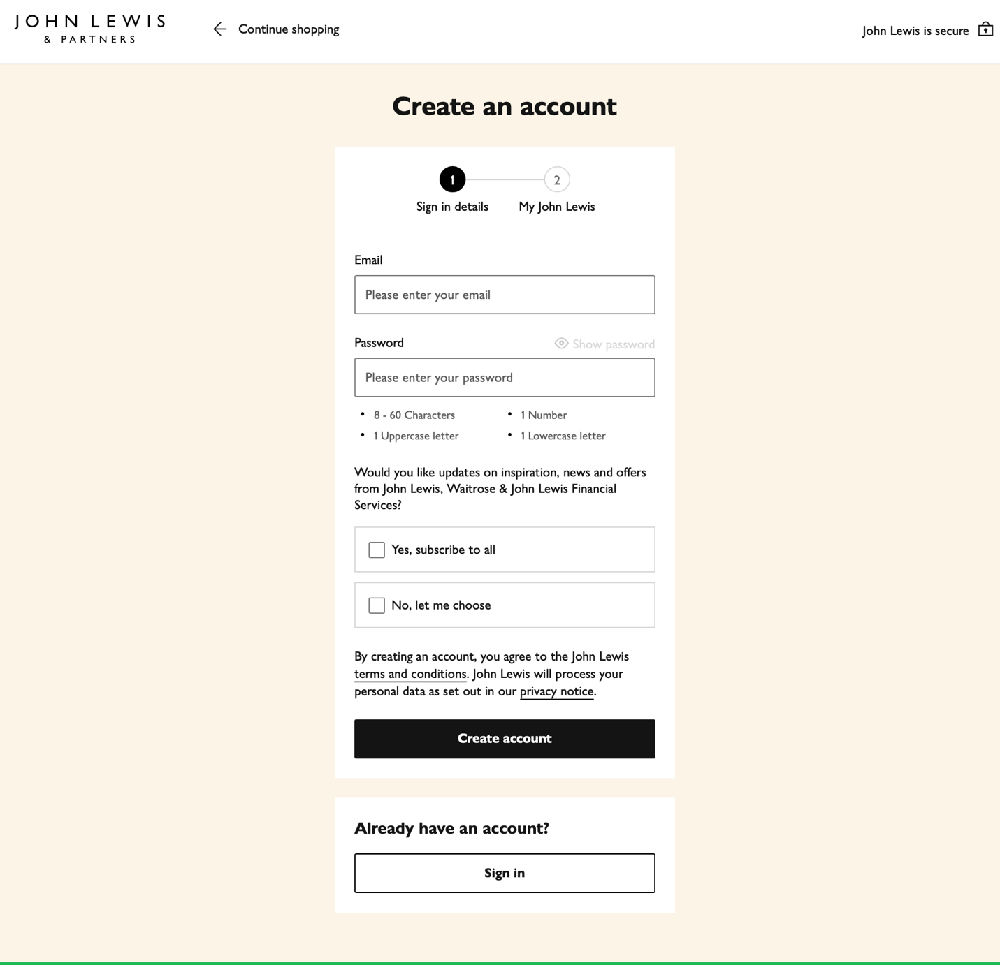 JOHN LEWIS
& PARTNERS
Continue shopping
John Lewis is secure
Create an account
1
2
Sign in details
My John Lewis
Email
Please enter your email
Password
Show password
Please enter your password
• 8 - 60 Characters
• 1 Number
• 1 Uppercase letter
• 1 Lowercase letter
Would you like updates on inspiration, news and offers
from John Lewis, Waitrose & John Lewis Financial
Services?
Yes, subscribe to all
No, let me choose
By creating an account, you agree to the John Lewis
terms and conditions. John Lewis will process your
personal data as set out in our privacy notice.
Create account
Already have an account?
Sign in